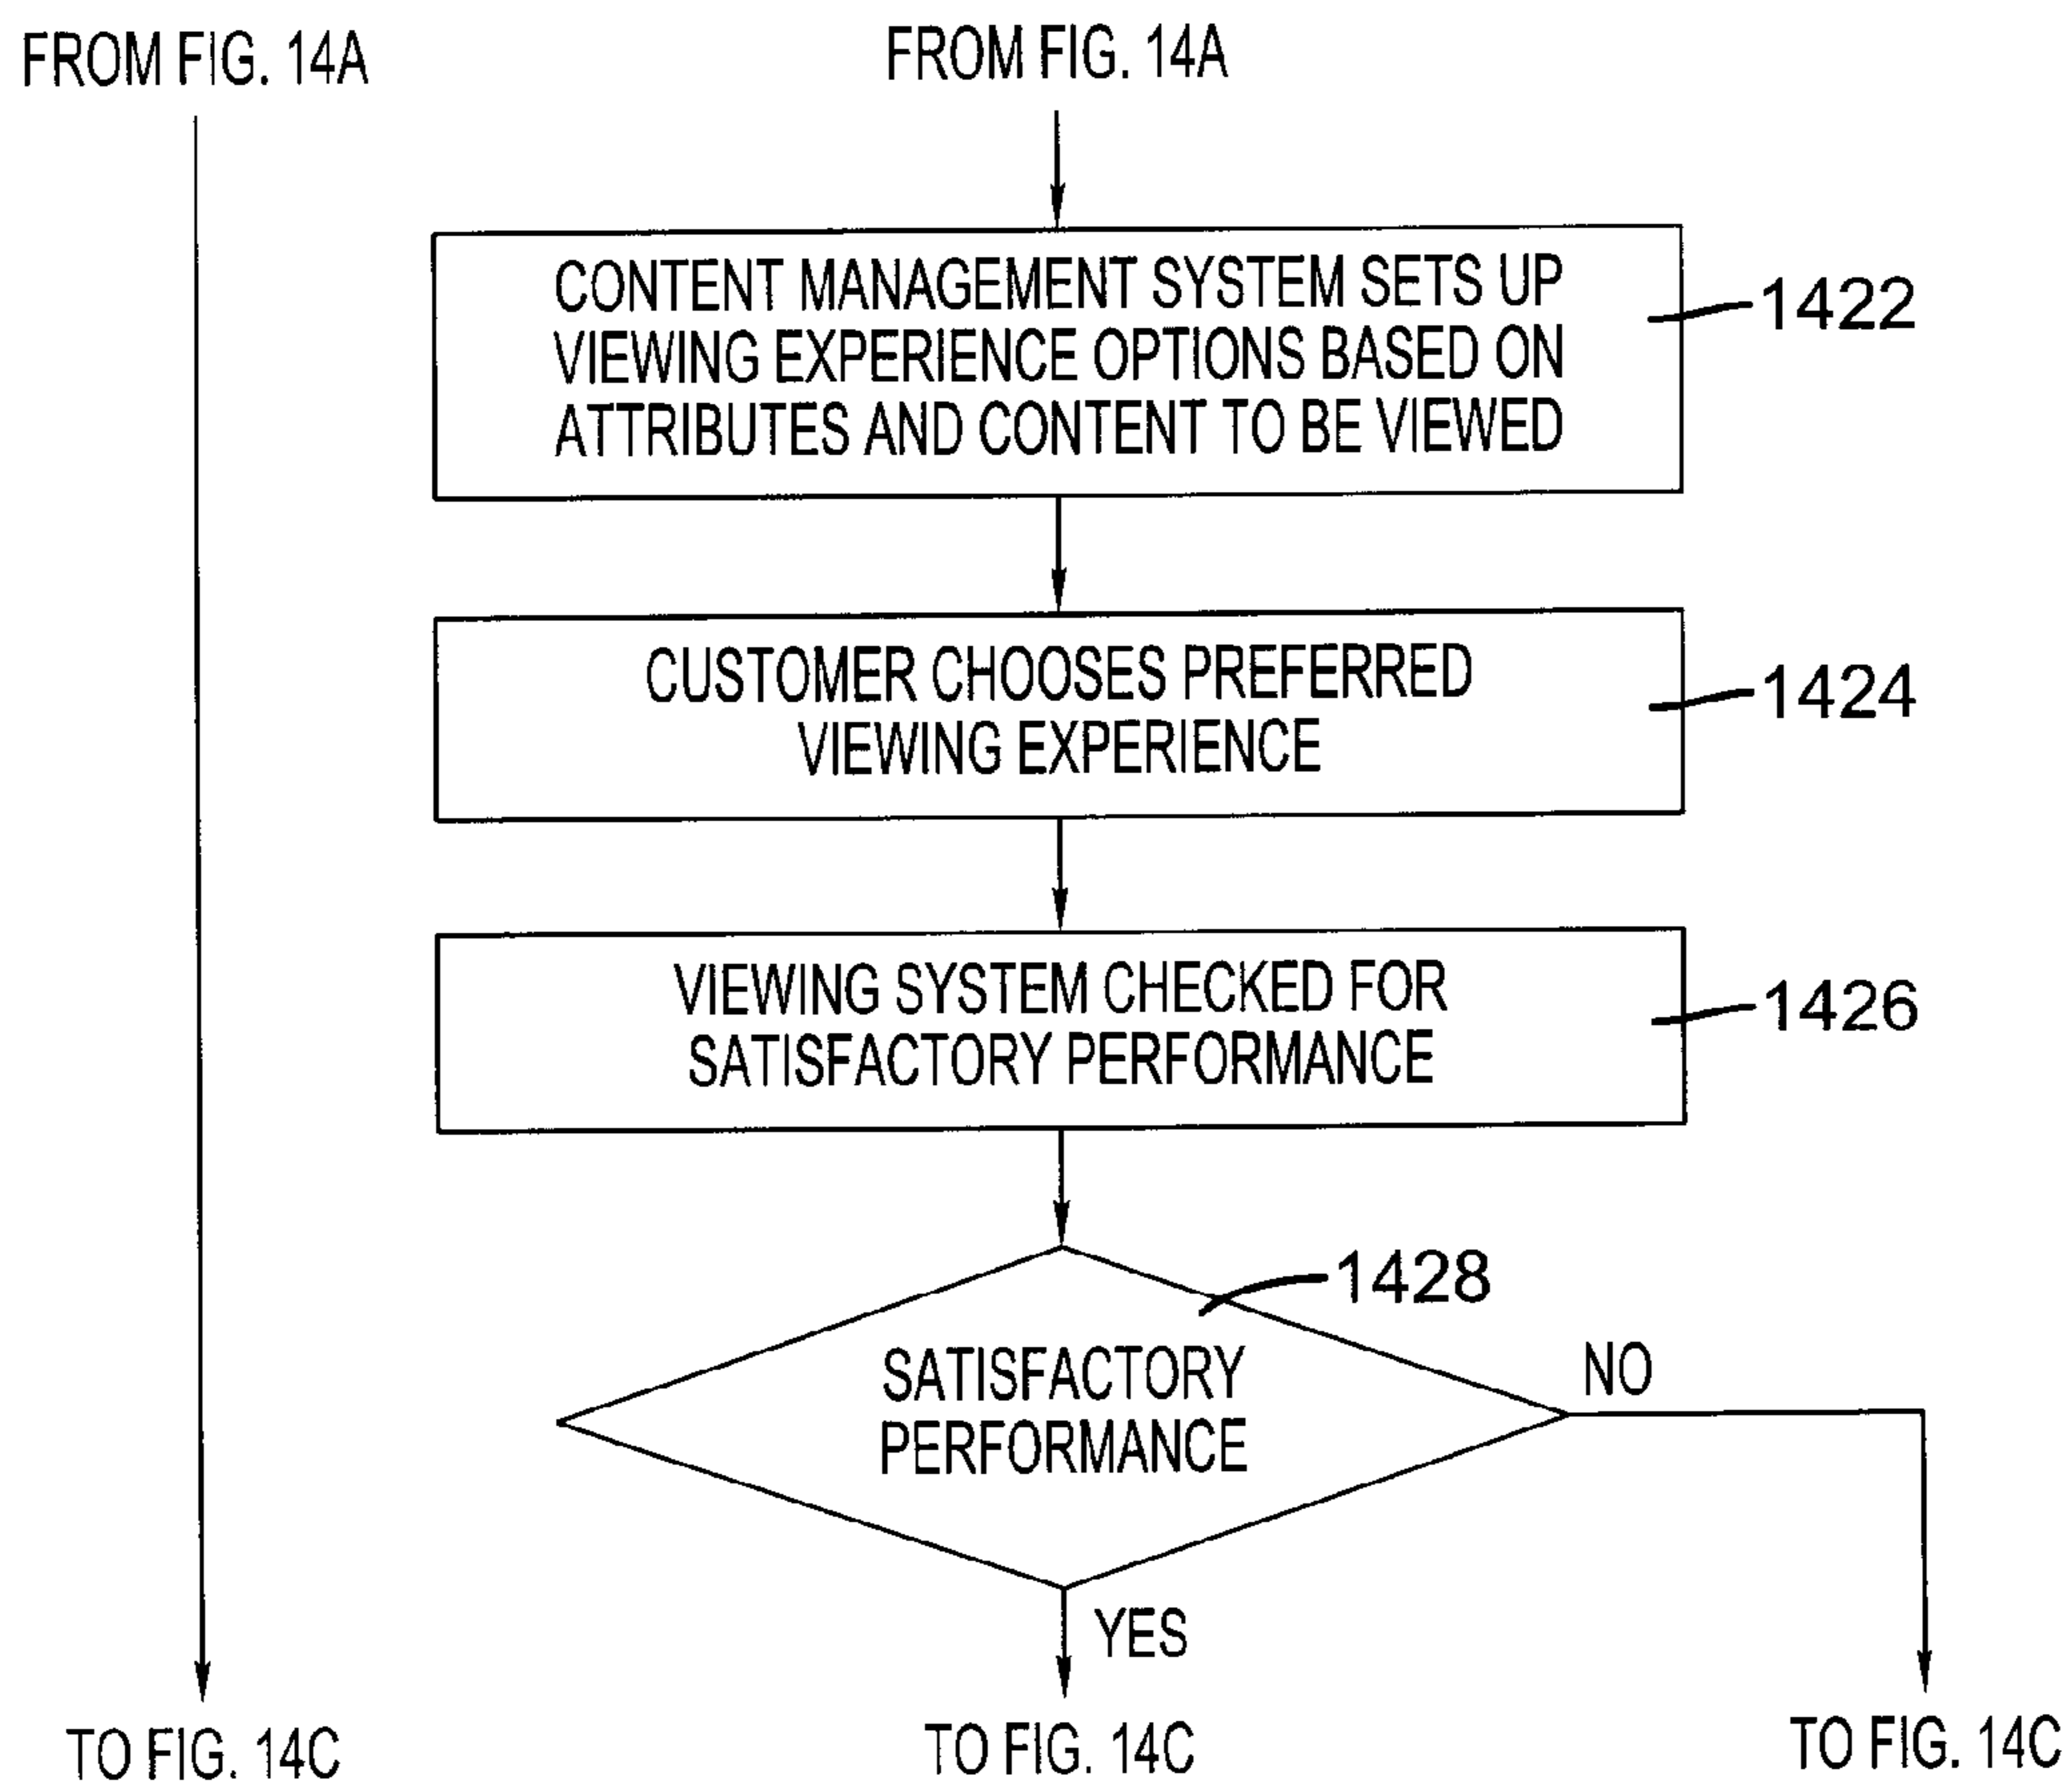 FROM FIG. 14A
FROM FIG. 14A
CONTENT MANAGEMENT SYSTEM SETS UP
VIEWING EXPERIENCE OPTIONS BASED ON
ATTRIBUTES AND CONTENT TO BE VIEWED
1422
CUSTOMER CHOOSES PREFERRED
VIEWING EXPERIENCE
1424
VIEWING SYSTEM CHECKED FOR
SATISFACTORY PERFORMANCE
1426
1428
SATISFACTORY
PERFORMANCE
NO
YES
TO FIG. 14C
TO FIG. 14C
TO FIG. 14C